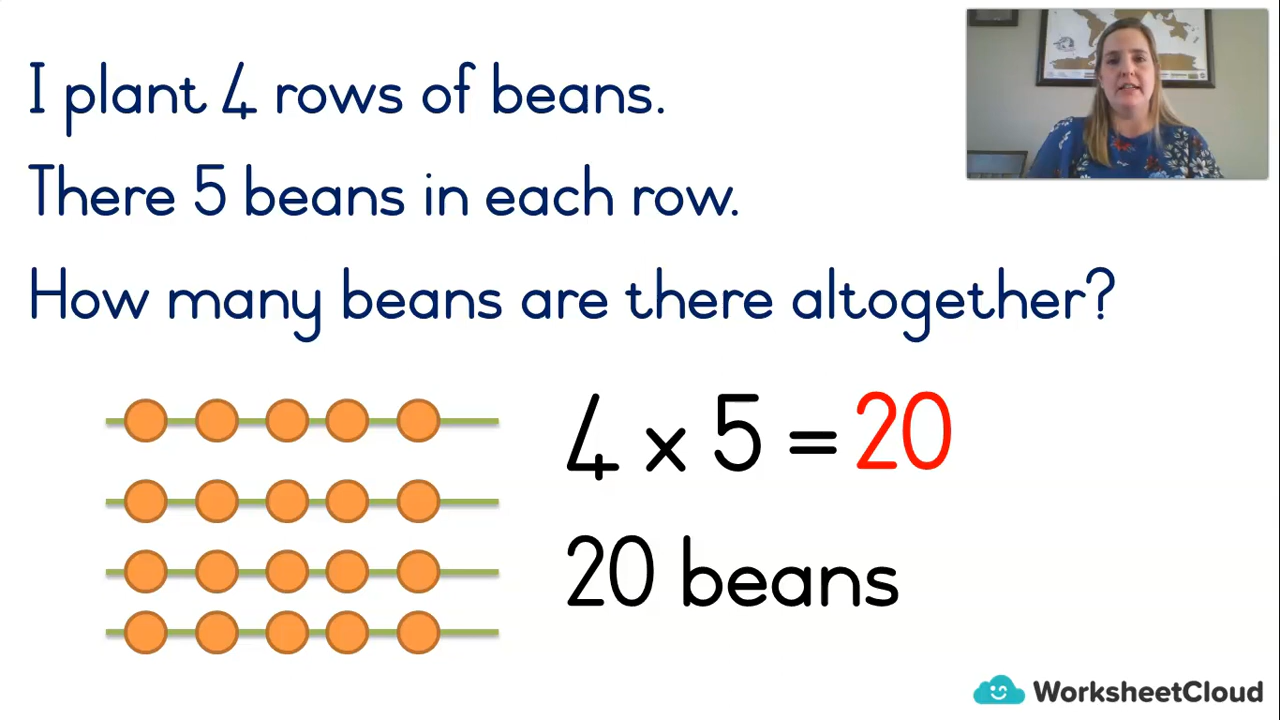 I plant 4 rows of beans.
There 5 beans in each row.
How many beans are there altogether?
4 x 5 = 20
20 beans
WorksheetCloud